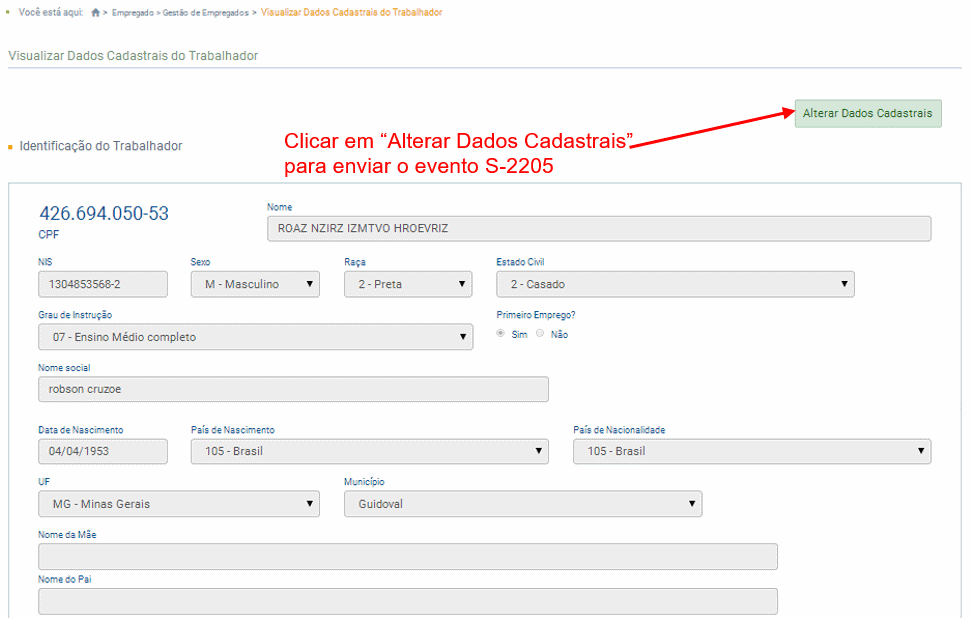 Você está aqui: > Empregado > Gestão de Empregados > Visualizar Dados Cadastrais do Trabalhador
Visualizar Dados Cadastrais do Trabalhador
Alterar Dados Cadastrais
Clicar em “Alterar Dados Cadastrais”
para enviar o evento S-2205
Identificação do Trabalhador
426.694.050-53
CPF
Nome
ROAZ NZIRZ IZMTVO HROEVRIZ
NIS Sexo Raça Estado Civil
1304853568-2 M - Masculino 2 - Preta 2 - Casado
Grau de Instrução Primeiro Emprego?
07 - Ensino Médio completo Sim Não
Nome social
robson cruzoe
Data de Nascimento País de Nascimento País de Nacionalidade
04/04/1953 105 - Brasil 105 - Brasil
UF Município
MG - Minas Gerais Guidoval
Nome da Mãe
Nome do Pai